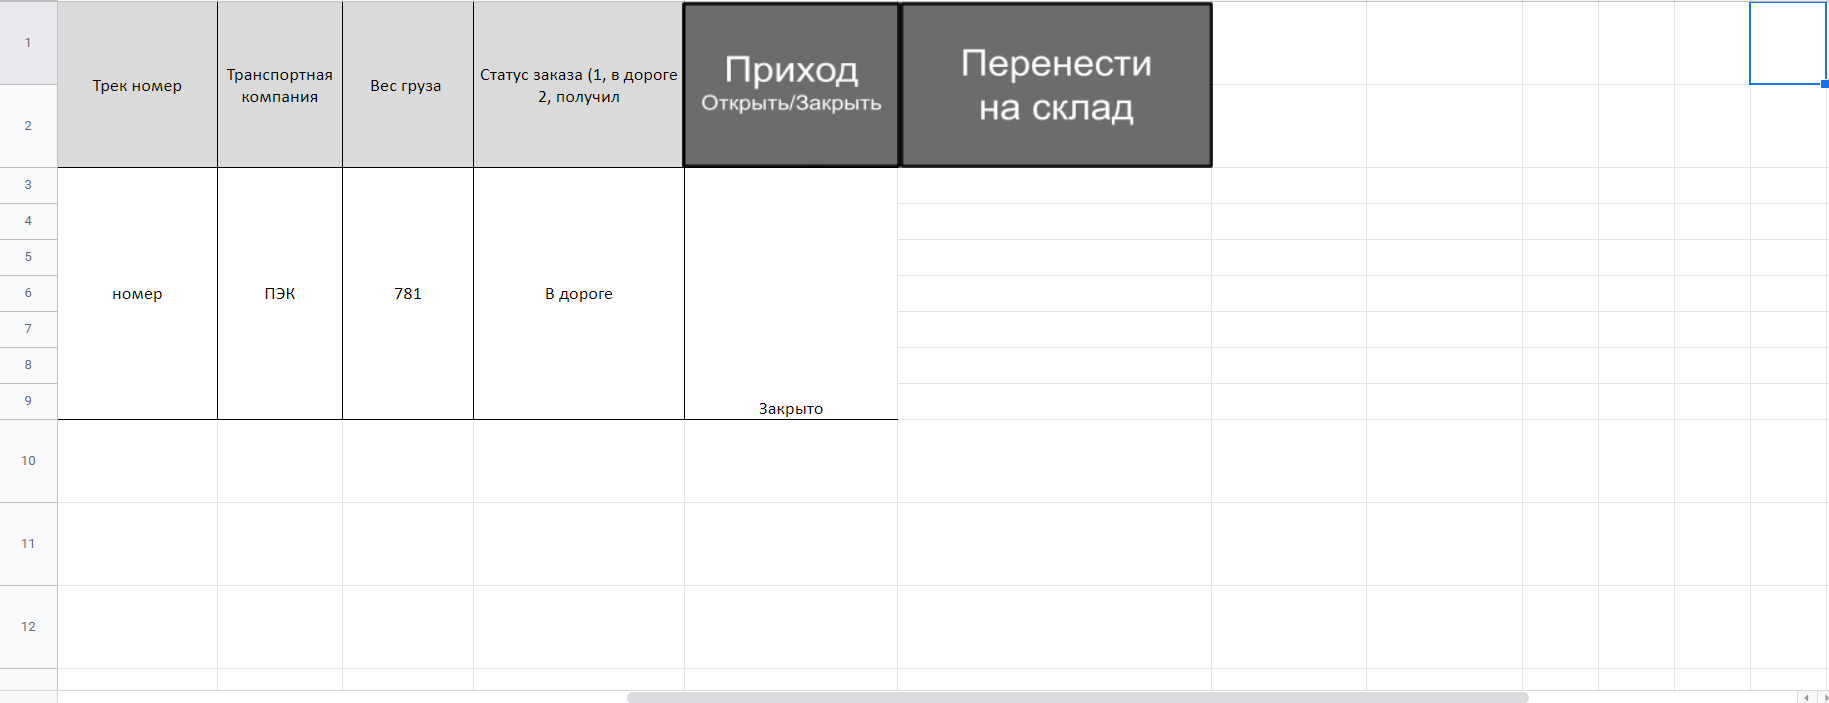 1
Трек номер
Транспортная
компания
Вес груза
Статус заказа (1, в дороге
2, получил
Приход
Открыть/Закрыть
Перенести
на склад
2
3
4
5
6
номер
ПЭК
781
В дороге
7
8
9
Закрыто
10
11
12